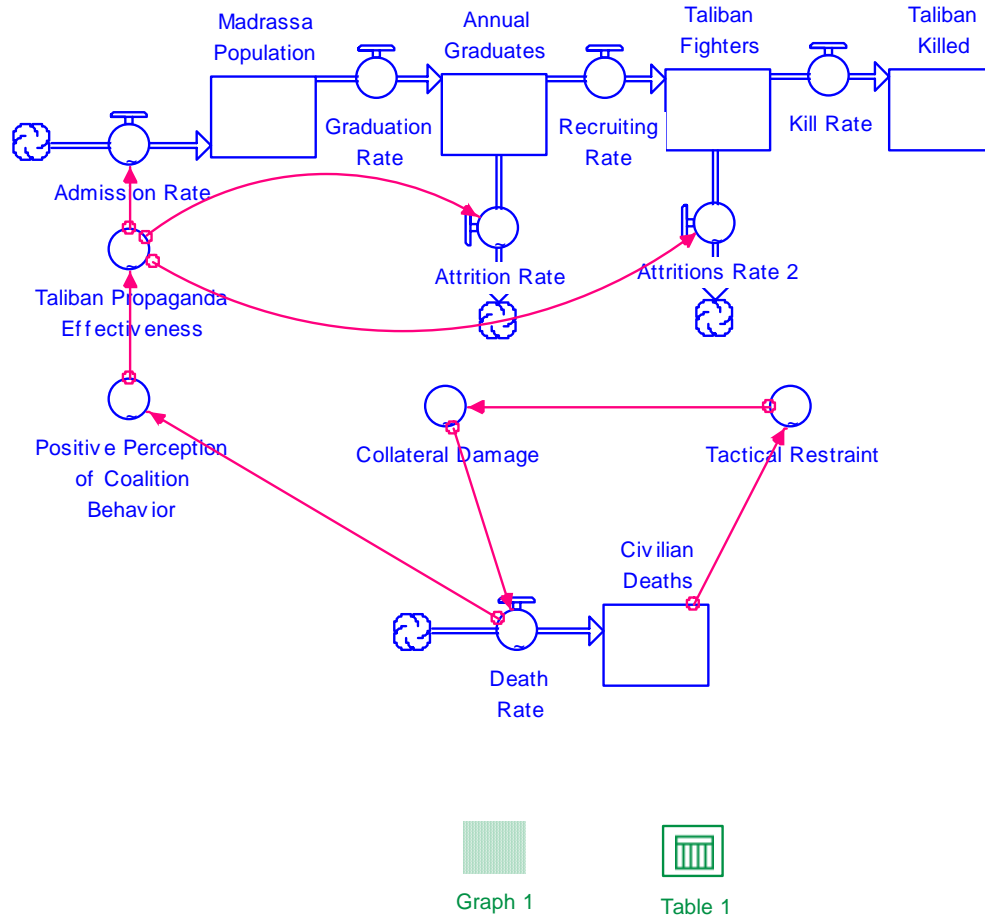 Madrassa
Population
Annual
Graduates
Taliban
Fighters
Taliban
Killed
Graduation
Rate
Recruiting
Rate
Kill Rate
Admission Rate
Attrition Rate
Attritions Rate 2
Taliban Propaganda
Effectiveness
Positive Perception
of Coalition
Behavior
Collateral Damage
Tactical Restraint
Civilian
Deaths
Death
Rate
Graph 1
Table 1